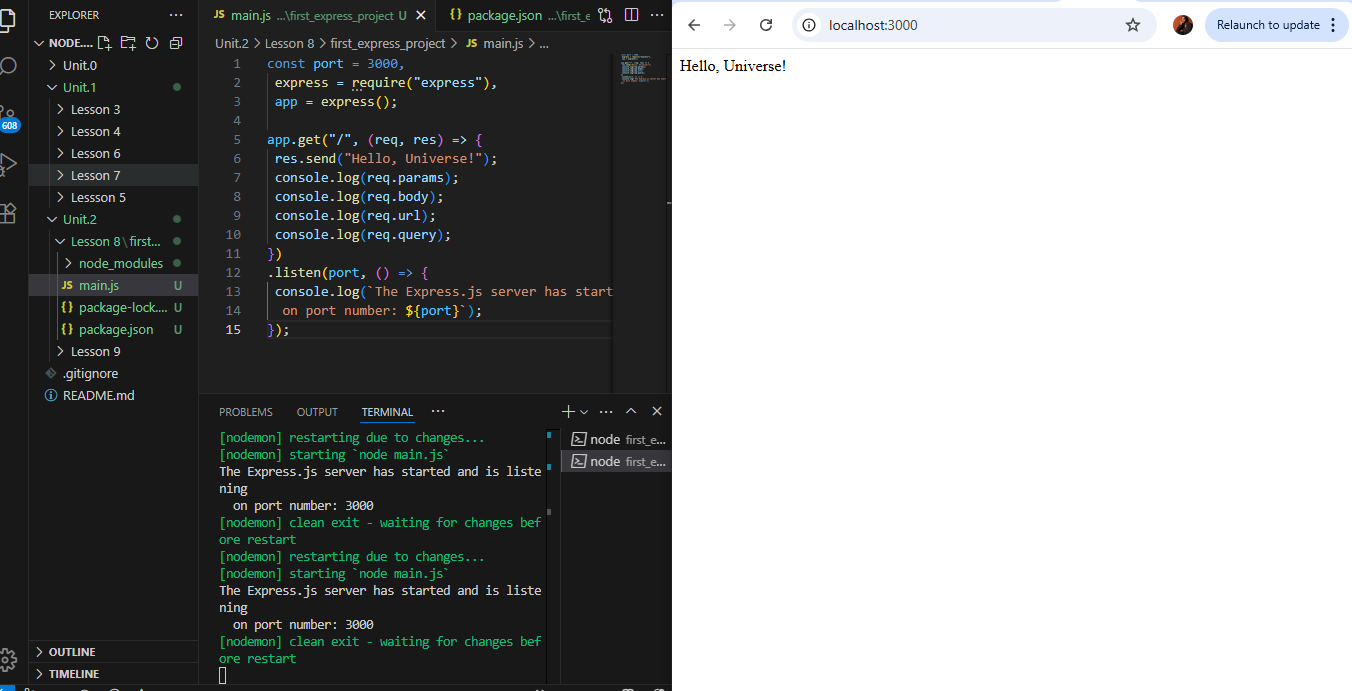 EXPLORER
NODE....
Unit.0
Unit.1
Lesson 3
Lesson 4
Lesson 6
Lesson 7
Lessson 5
Unit.2
Lesson 8 \ first...
node_modules
JS main.js U
{} package-lock.... U
{} package.json U
Lesson 9
.gitignore
README.md
OUTLINE
TIMELINE
608
JS main.js ...\first_express_project U
{} package.json ...\first_e
Unit.2 > Lesson 8 > first_express_project > JS main.js > ...
1 const port = 3000,
2 express = require("express"),
3 app = express();
4
5 app.get("/", (req, res) => {
6 res.send("Hello, Universe!");
7 console.log(req.params);
8 console.log(req.body);
9 console.log(req.url);
10 console.log(req.query);
11 })
12 .listen(port, () => {
13 console.log(`The Express.js server has start
14 on port number: ${port}`);
15 });
PROBLEMS OUTPUT TERMINAL ...
[nodemon] restarting due to changes...
[nodemon] starting `node main.js`
The Express.js server has started and is liste
ning
on port number: 3000
[nodemon] clean exit - waiting for changes bef
ore restart
[nodemon] restarting due to changes...
[nodemon] starting `node main.js`
The Express.js server has started and is liste
ning
on port number: 3000
[nodemon] clean exit - waiting for changes bef
ore restart
node first_e...
node first_e...
localhost:3000
Relaunch to update
Hello, Universe!